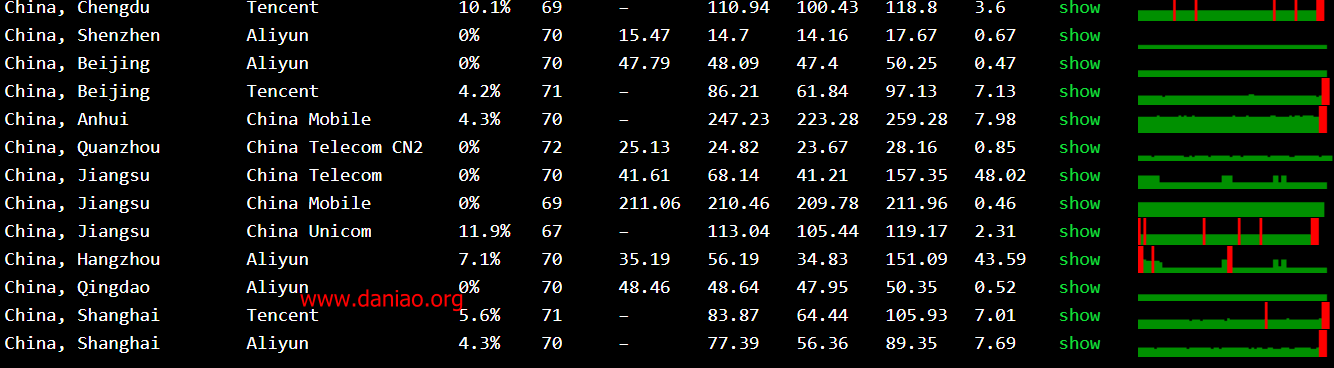 China, Chengdu Tencent 10.1% 69 – 110.94 100.43 118.8 3.6 show
China, Shenzhen Aliyun 0% 70 15.47 14.7 14.16 17.67 0.67 show
China, Beijing Aliyun 0% 70 47.79 48.09 47.4 50.25 0.47 show
China, Beijing Tencent 4.2% 71 – 86.21 61.84 97.13 7.13 show
China, Anhui China Mobile 4.3% 70 – 247.23 223.28 259.28 7.98 show
China, Quanzhou China Telecom CN2 0% 72 25.13 24.82 23.67 28.16 0.85 show
China, Jiangsu China Telecom 0% 70 41.61 68.14 41.21 157.35 48.02 show
China, Jiangsu China Mobile 0% 69 211.06 210.46 209.78 211.96 0.46 show
China, Jiangsu China Unicom 11.9% 67 – 113.04 105.44 119.17 2.31 show
China, Hangzhou Aliyun 7.1% 70 35.19 56.19 34.83 151.09 43.59 show
China, Qingdao Aliyun 0% 70 48.46 48.64 47.95 50.35 0.52 show
www.daniao.org
China, Shanghai Tencent 5.6% 71 – 83.87 64.44 105.93 7.01 show
China, Shanghai Aliyun 4.3% 70 – 77.39 56.36 89.35 7.69 show